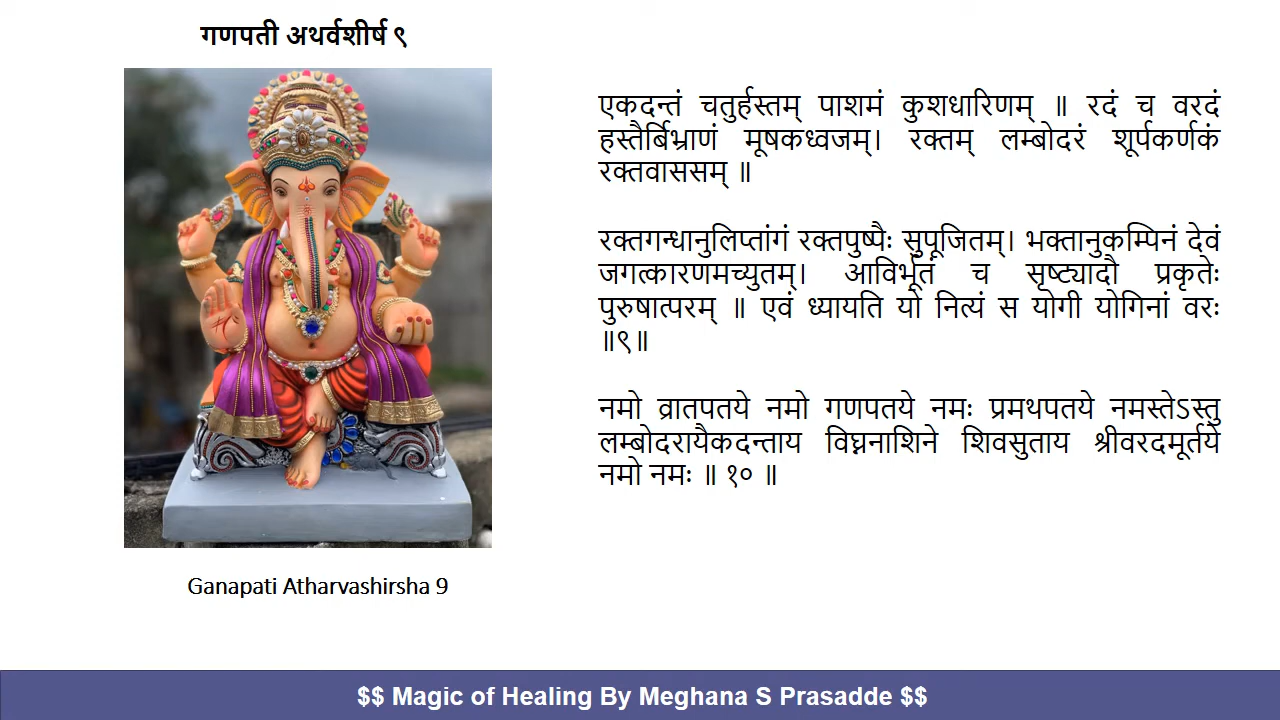 गणपती अथर्वशीर्ष ९
एकदन्तं चतुर्हस्तम् पाशमं कुशधारिणम् ॥ रदं च वरदं
हस्तैर्बिभ्राणं मूषकध्वजम्। रक्तम् लम्बोदरं शूर्पकर्णकं
रक्तवाससम् ॥
रक्तगन्धानुलिप्तांगं रक्तपुष्पैः सुपूजितम्। भक्तानुकम्पिनं देवं
जगत्कारणमच्युतम्। आविर्भूतं च सृष्ट्यादौ प्रकृतेः
पुरुषात्परम् ॥ एवं ध्यायति यो नित्यं स योगी योगिनां वरः
॥९॥
नमो व्रातपतये नमो गणपतये नमः प्रमथपतये नमस्तेऽस्तु
लम्बोदरायैकदन्ताय विघ्ननाशिने शिवसुताय श्रीवरदमूर्तये
नमो नमः ॥ १० ॥
Ganapati Atharvashirsha 9
$$ Magic of Healing By Meghana S Prasadde $$